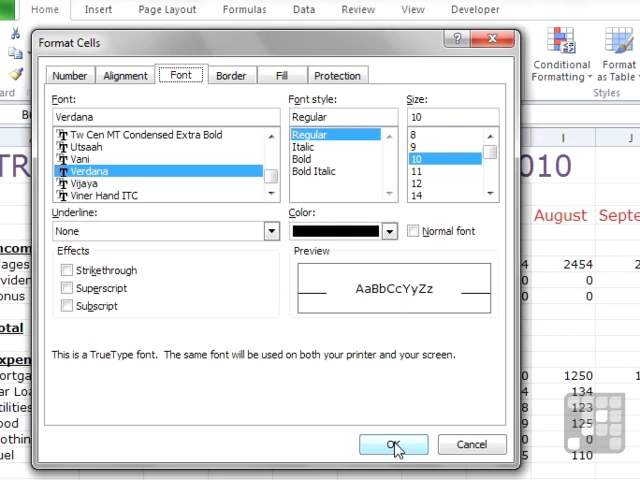 Home Insert Page Layout Formulas Data Review View Developer
Format Cells
?
Number Alignment Font Border Fill Protection
Font: Font style: Size:
Verdana Regular 10
Tw Cen MT Condensed Extra Bold Regular 8
Utsaah Italic 9
Vani Bold 10
Verdana Bold Italic 11
Vijaya 12
Viner Hand ITC 14
Underline: Color:
None Normal font
Effects Preview
Strikethrough
Superscript
Subscript
AaBbCcYyZz
This is a TrueType font. The same font will be used on both your printer and your screen.
OK Cancel
Conditional Format
Formatting as Table
Styles
I J
010
August Septe
2454 2
0
0
1250 1
134
123
125
0
110